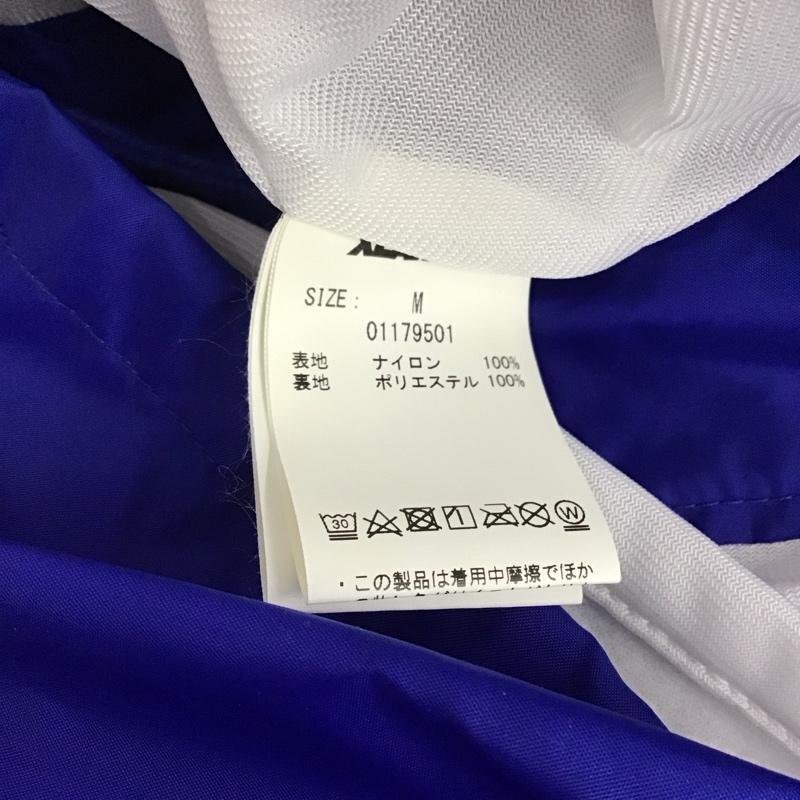 SIZE : M
01179501
表地 ナイロン 100%
裏地 ポリエステル 100%
30
W
・この製品は着用中摩擦でほか